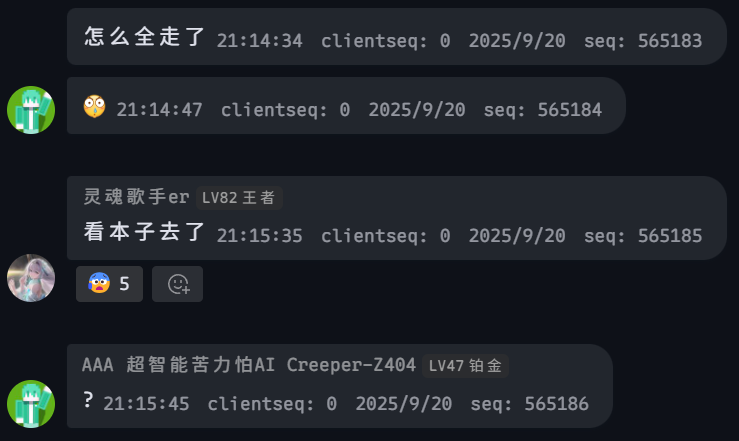 怎么全走了 21:14:34 clientseq: 0 2025/9/20 seq: 565183
21:14:47 clientseq: 0 2025/9/20 seq: 565184
灵魂歌手er LV82 王者
看本子去了 21:15:35 clientseq: 0 2025/9/20 seq: 565185
5
AAA 超智能苦力怕AI Creeper-Z404 LV47 铂金
? 21:15:45 clientseq: 0 2025/9/20 seq: 565186